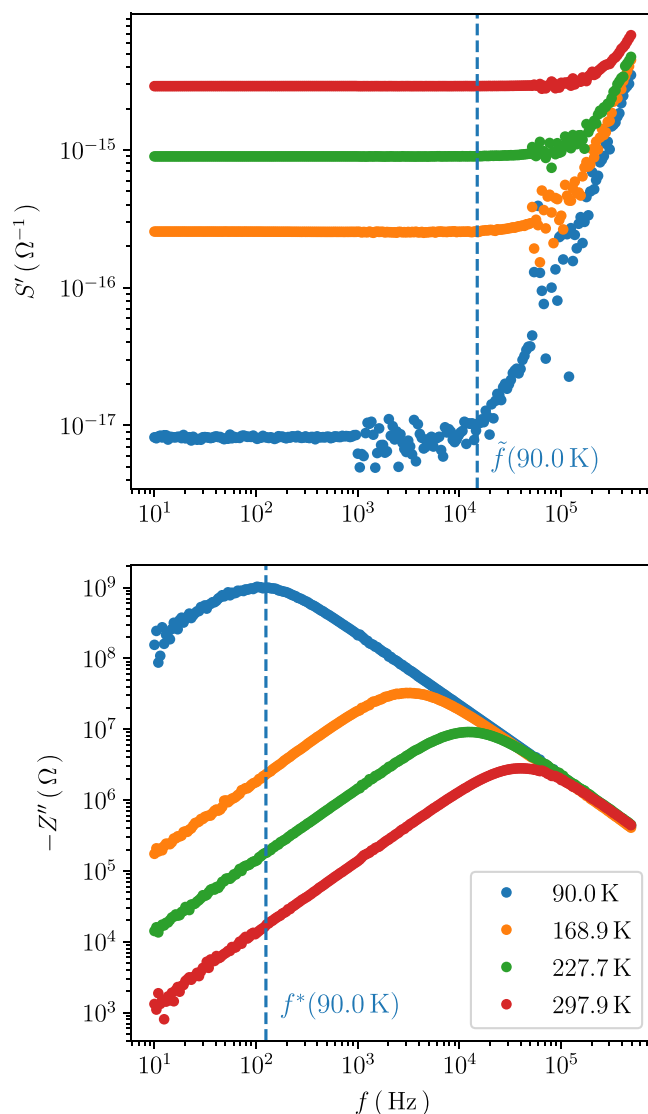 S′ ( Ω⁻¹ )
10⁻¹⁵
10⁻¹⁶
10⁻¹⁷
f̃(90.0 K)
10¹ 10² 10³ 10⁴ 10⁵
−Z″ ( Ω )
10⁹
10⁸
10⁷
10⁶
10⁵
10⁴
10³
90.0 K
168.9 K
227.7 K
297.9 K
f*(90.0 K)
10¹ 10² 10³ 10⁴ 10⁵
f ( Hz )